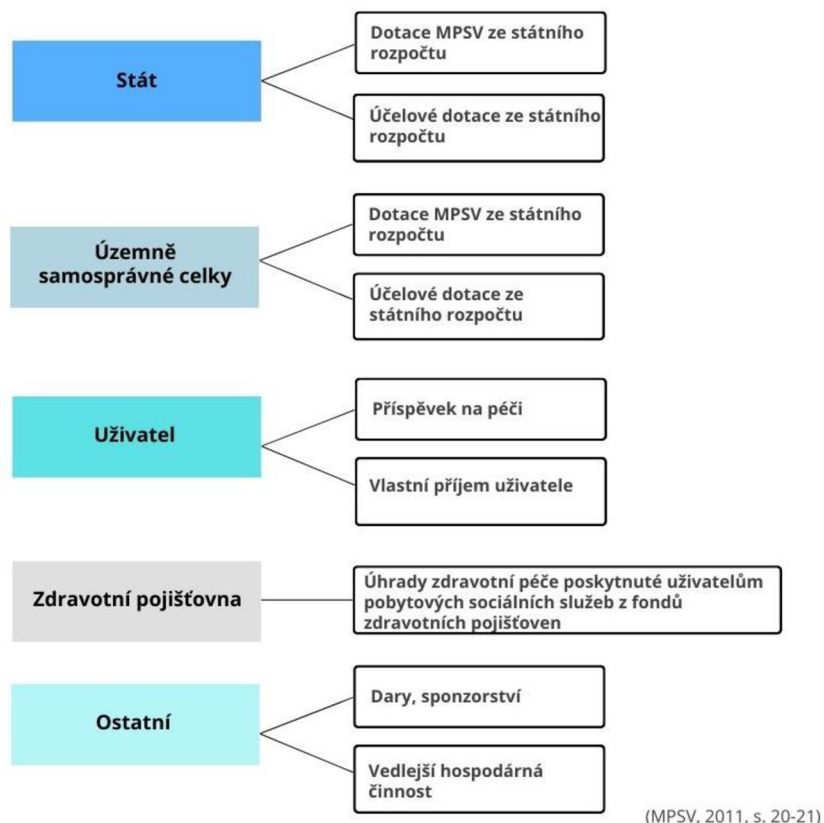 Stát
Dotace MPSV ze státního
rozpočtu
Účelové dotace ze státního
rozpočtu
Územně
samosprávné celky
Dotace MPSV ze státního
rozpočtu
Účelové dotace ze
státního rozpočtu
Uživatel
Příspěvek na péči
Vlastní příjem uživatele
Zdravotní pojišťovna
Úhrady zdravotní péče poskytnuté uživatelům
pobytových sociálních služeb z fondů
zdravotních pojišťoven
Ostatní
Dary, sponzorství
Vedlejší hospodárná
činnost
(MPSV, 2011, s. 20-21)